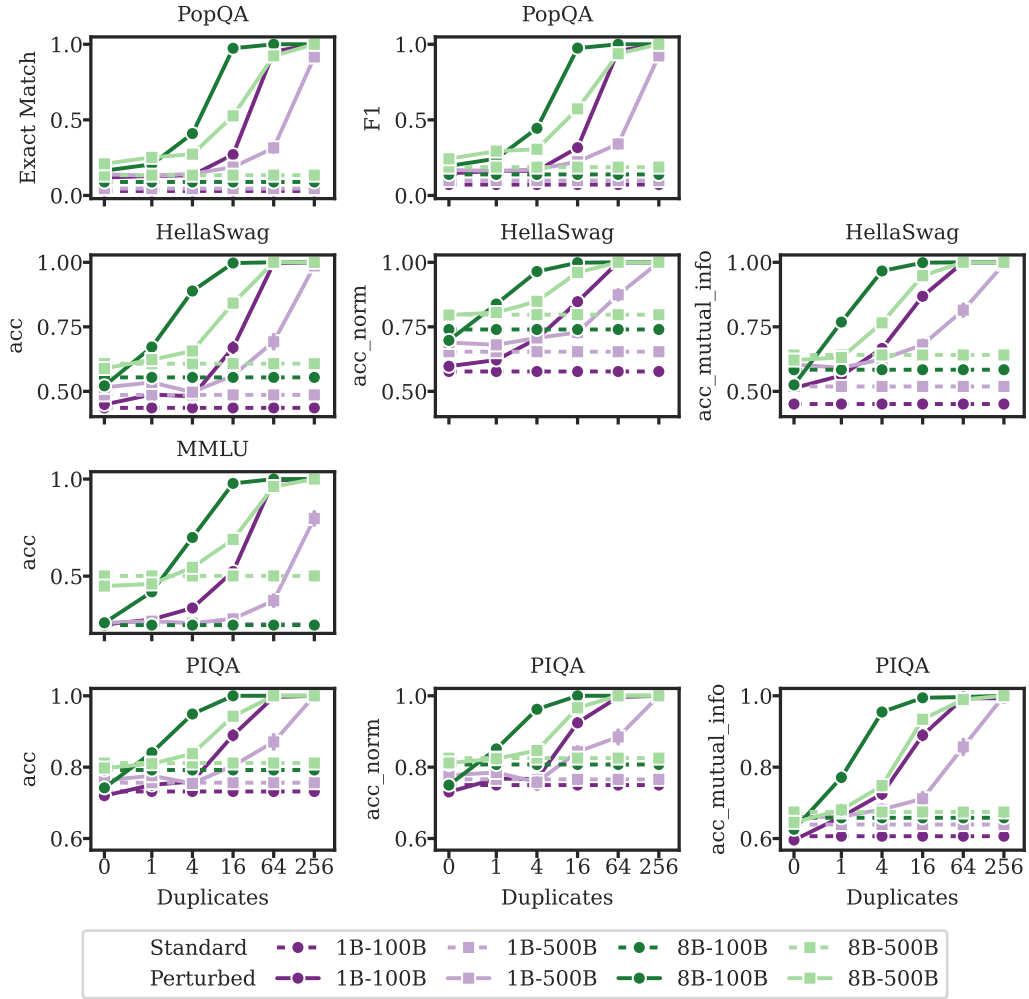 PopQA
PopQA
1.0
0.5
0.0
Exact Match
1.0
0.5
0.0
F1
HellaSwag
HellaSwag
HellaSwag
1.00
0.75
0.50
acc
1.00
0.75
0.50
acc_norm
1.00
0.75
0.50
acc_mutual_info
MMLU
1.0
0.5
acc
PIQA
PIQA
PIQA
1.0
0.8
0.6
acc
1.0
0.8
0.6
acc_norm
1.0
0.8
0.6
acc_mutual_info
0 1 4 16 64 256
0 1 4 16 64 256
0 1 4 16 64 256
Duplicates
Duplicates
Duplicates
Standard 1B-100B 1B-500B 8B-100B 8B-500B
Perturbed 1B-100B 1B-500B 8B-100B 8B-500B